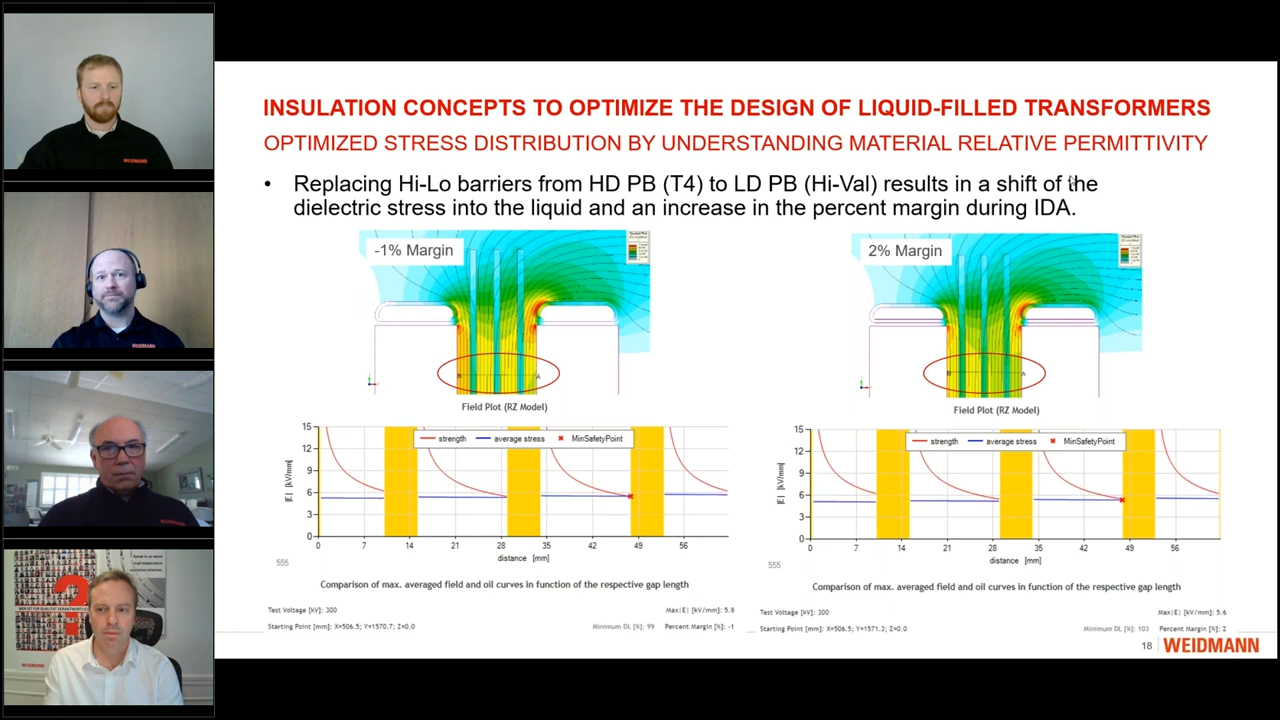 INSULATION CONCEPTS TO OPTIMIZE THE DESIGN OF LIQUID-FILLED TRANSFORMERS
OPTIMIZED STRESS DISTRIBUTION BY UNDERSTANDING MATERIAL RELATIVE PERMITTIVITY
• Replacing Hi-Lo barriers from HD PB (T4) to LD PB (Hi-Val) results in a shift of the
dielectric stress into the liquid and an increase in the percent margin during IDA.
-1% Margin
B A
Field Plot (RZ Model)
strength average stress MinSafetyPoint
|E| [kV/mm]
15
12
9
6
3
0
0 7 14 21 28 35 42 49 56
distance [mm]
555
Comparison of max. averaged field and oil curves in function of the respective gap length
Test Voltage [kV]: 300 Max|E| [kV/mm]: 5.8
Starting Point [mm]: X=506.5; Y=1570.7; Z=0.0 Minimum DL [%]: 99 Percent Margin [%]: -1
2% Margin
B A
Field Plot (RZ Model)
strength average stress MinSafetyPoint
|E| [kV/mm]
15
12
9
6
3
0
0 7 14 21 28 35 42 49 56
distance [mm]
555
Comparison of max. averaged field and oil curves in function of the respective gap length
Test Voltage [kV]: 300 Max|E| [kV/mm]: 5.6
Starting Point [mm]: X=506.5; Y=1571.3; Z=0.0 Minimum DL [%]: 103 Percent Margin [%]: 2
18 WEIDMANN
WEIDMANN
WEIDMANN
WEIDMANN